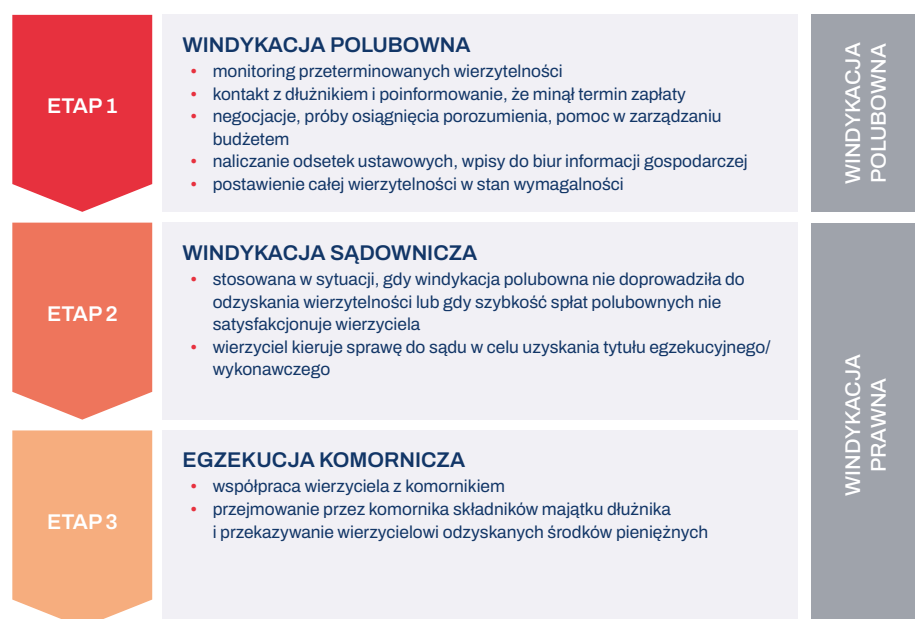 ETAP 1
WINDYKACJA POLUBOWNA
• monitoring przeterminowanych wierzytelności
• kontakt z dłużnikiem i poinformowanie, że minął termin zapłaty
• negocjacje, próby osiągnięcia porozumienia, pomoc w zarządzaniu
budżetem
• naliczanie odsetek ustawowych, wpisy do biur informacji gospodarczej
• postawienie całej wierzytelności w stan wymagalności
WINDYKACJA
POLUBOWNA
ETAP 2
WINDYKACJA SĄDOWNICZA
• stosowana w sytuacji, gdy windykacja polubowna nie doprowadziła do
odzyskania wierzytelności lub gdy szybkość spłat polubownych nie
satysfakcjonuje wierzyciela
• wierzyciel kieruje sprawę do sądu w celu uzyskania tytułu egzekucyjnego/
wykonawczego
ETAP 3
EGZEKUCJA KOMORNICZA
• współpraca wierzyciela z komornikiem
• przejmowanie przez komornika składników majątku dłużnika
i przekazywanie wierzycielowi odzyskanych środków pieniężnych
WINDYKACJA
PRAWNA